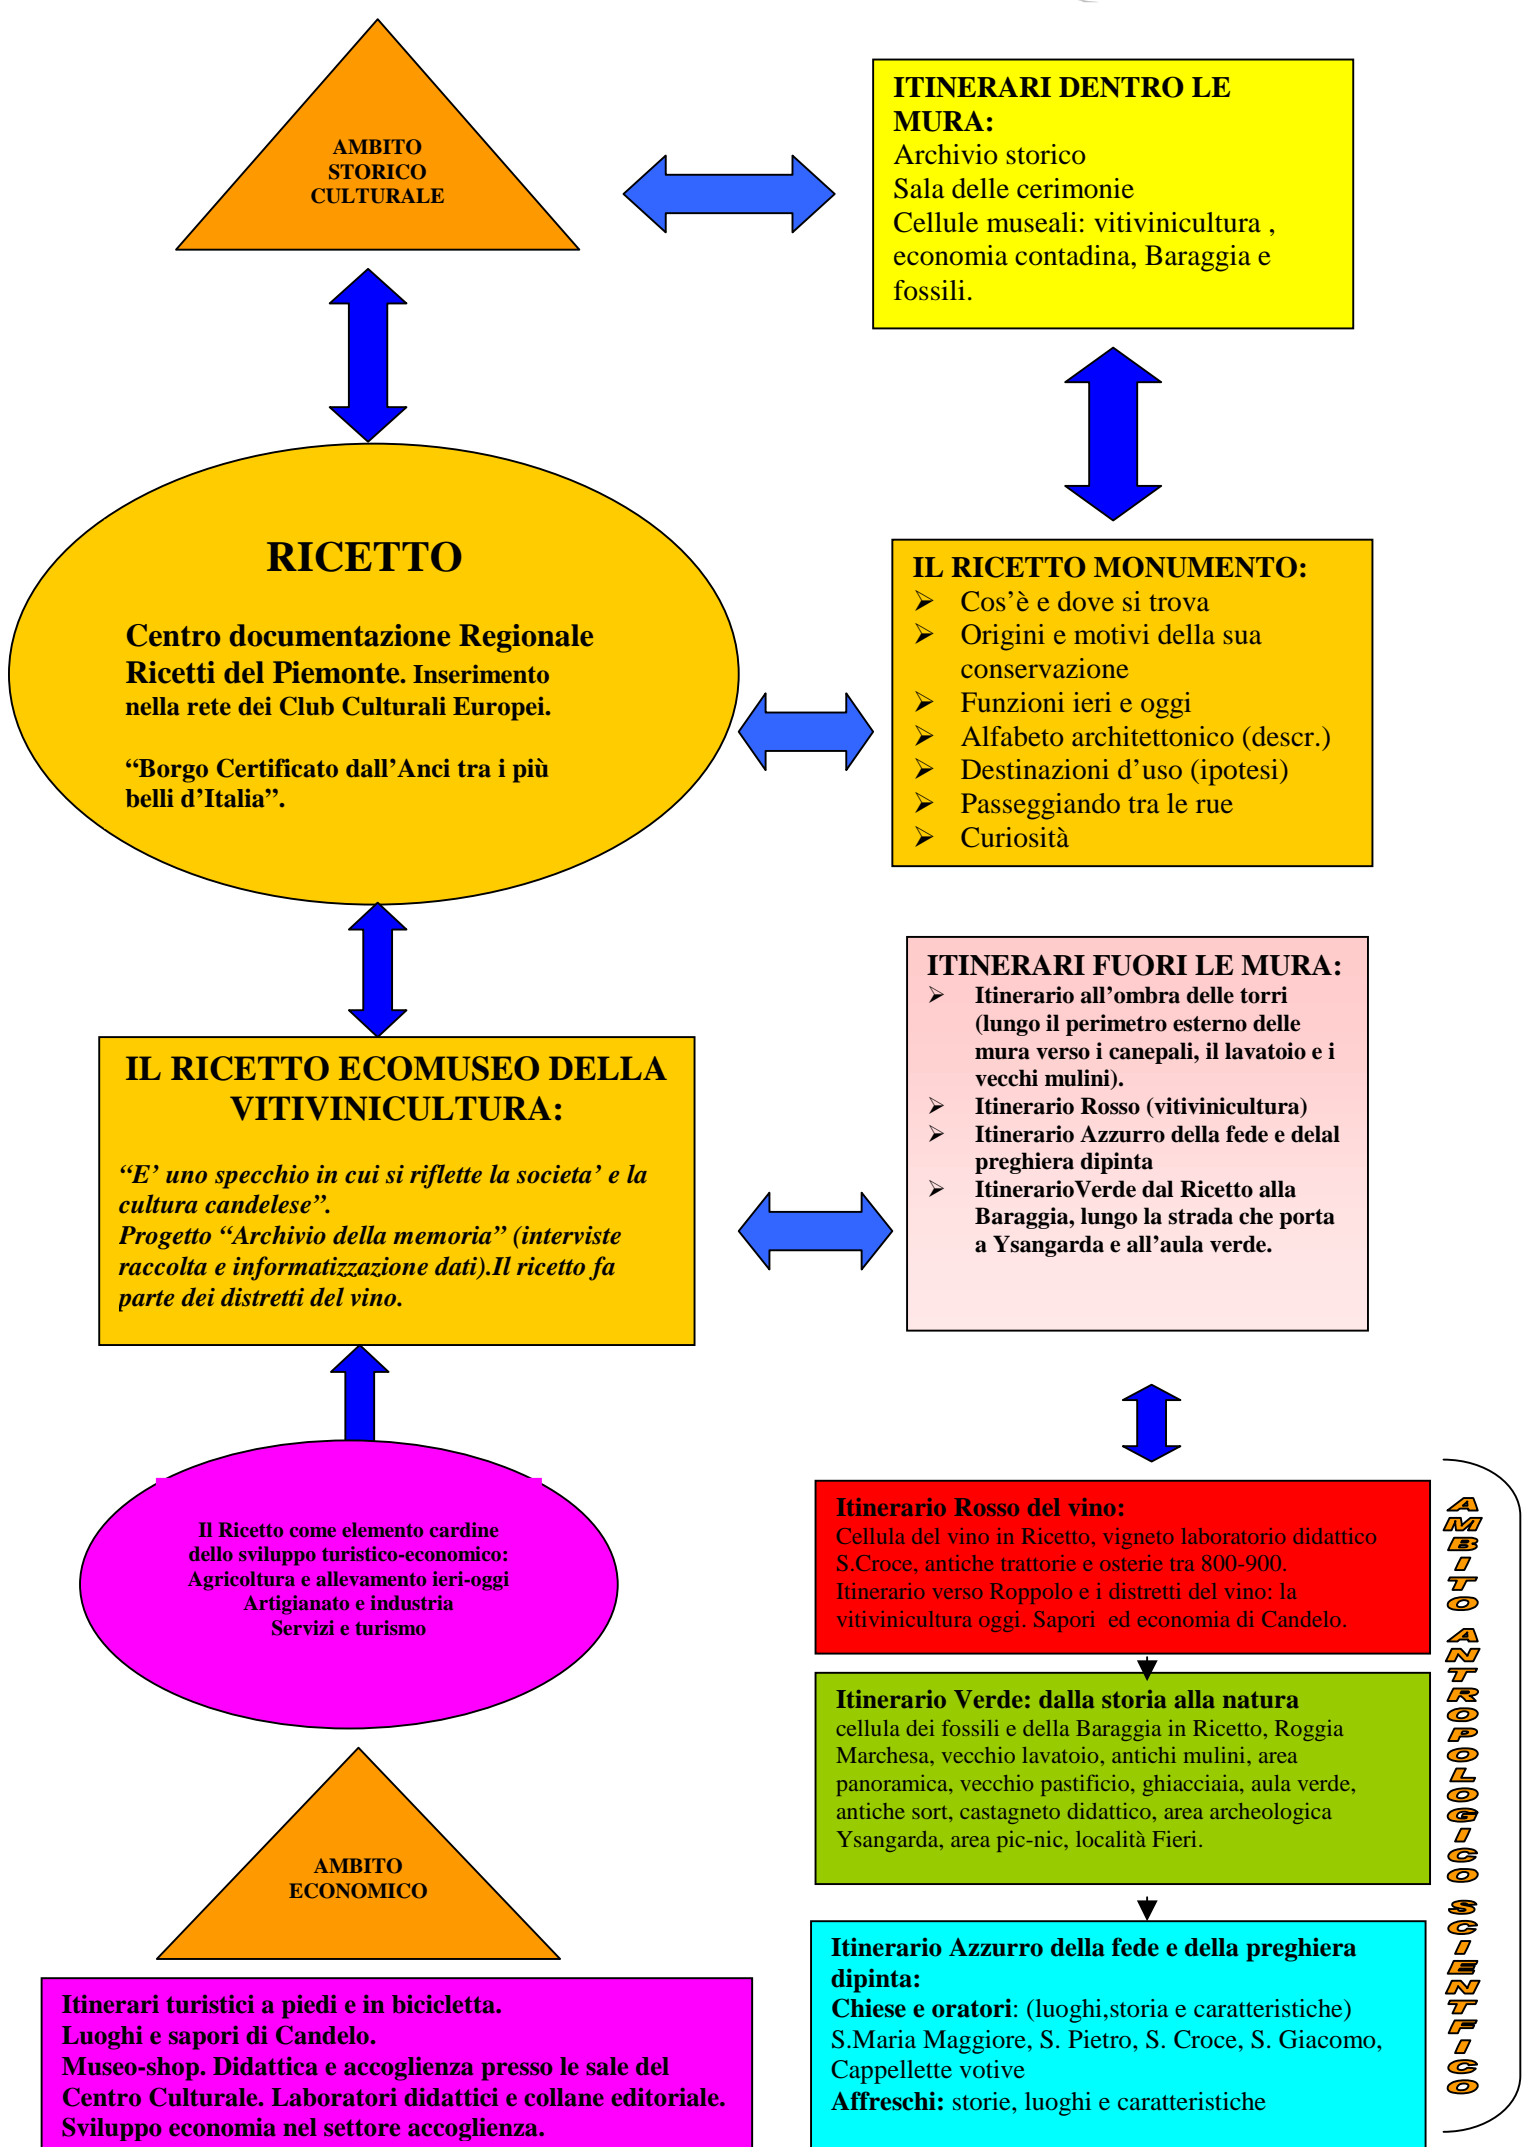 AMBITO
STORICO
CULTURALE
ITINERARI DENTRO LE
MURA:
Archivio storico
Sala delle cerimonie
Cellule museali: vitivinicultura ,
economia contadina, Baraggia e
fossili.
RICETTO
Centro documentazione Regionale
Ricetti del Piemonte. Inserimento
nella rete dei Club Culturali Europei.
“Borgo Certificato dall’Anci tra i più
belli d’Italia”.
IL RICETTO MONUMENTO:
➢ Cos’è e dove si trova
➢ Origini e motivi della sua
conservazione
➢ Funzioni ieri e oggi
➢ Alfabeto architettonico (descr.)
➢ Destinazioni d’uso (ipotesi)
➢ Passeggiando tra le rue
➢ Curiosità
IL RICETTO ECOMUSEO DELLA
VITIVINICULTURA:
“E’ uno specchio in cui si riflette la societa’ e la
cultura candelese”.
Progetto “Archivio della memoria” (interviste
raccolta e informatizzazione dati).Il ricetto fa
parte dei distretti del vino.
ITINERARI FUORI LE MURA:
➢ Itinerario all’ombra delle torri
(lungo il perimetro esterno delle
mura verso i canepali, il lavatoio e i
vecchi mulini).
➢ Itinerario Rosso (vitivinicultura)
➢ Itinerario Azzurro della fede e delal
preghiera dipinta
➢ ItinerarioVerde dal Ricetto alla
Baraggia, lungo la strada che porta
a Ysangarda e all’aula verde.
Il Ricetto come elemento cardine
dello sviluppo turistico-economico:
Agricoltura e allevamento ieri-oggi
Artigianato e industria
Servizi e turismo
AMBITO
ECONOMICO
Itinerari turistici a piedi e in bicicletta.
Luoghi e sapori di Candelo.
Museo-shop. Didattica e accoglienza presso le sale del
Centro Culturale. Laboratori didattici e collane editoriale.
Sviluppo economia nel settore accoglienza.
Itinerario Rosso del vino:
Cellula del vino in Ricetto, vigneto laboratorio didattico
S.Croce, antiche trattorie e osterie tra 800-900.
Itinerario verso Roppolo e i distretti del vino: la
vitivinicultura oggi. Sapori  ed economia di Candelo.
Itinerario Verde: dalla storia alla natura
cellula dei fossili e della Baraggia in Ricetto, Roggia
Marchesa, vecchio lavatoio, antichi mulini, area
panoramica, vecchio pastificio, ghiacciaia, aula verde,
antiche sort, castagneto didattico, area archeologica
Ysangarda, area pic-nic, località Fieri.
Itinerario Azzurro della fede e della preghiera
dipinta:
Chiese e oratori: (luoghi,storia e caratteristiche)
S.Maria Maggiore, S. Pietro, S. Croce, S. Giacomo,
Cappellette votive
Affreschi: storie, luoghi e caratteristiche
AMBITO ANTROPOLOGICO SCIENTFICO